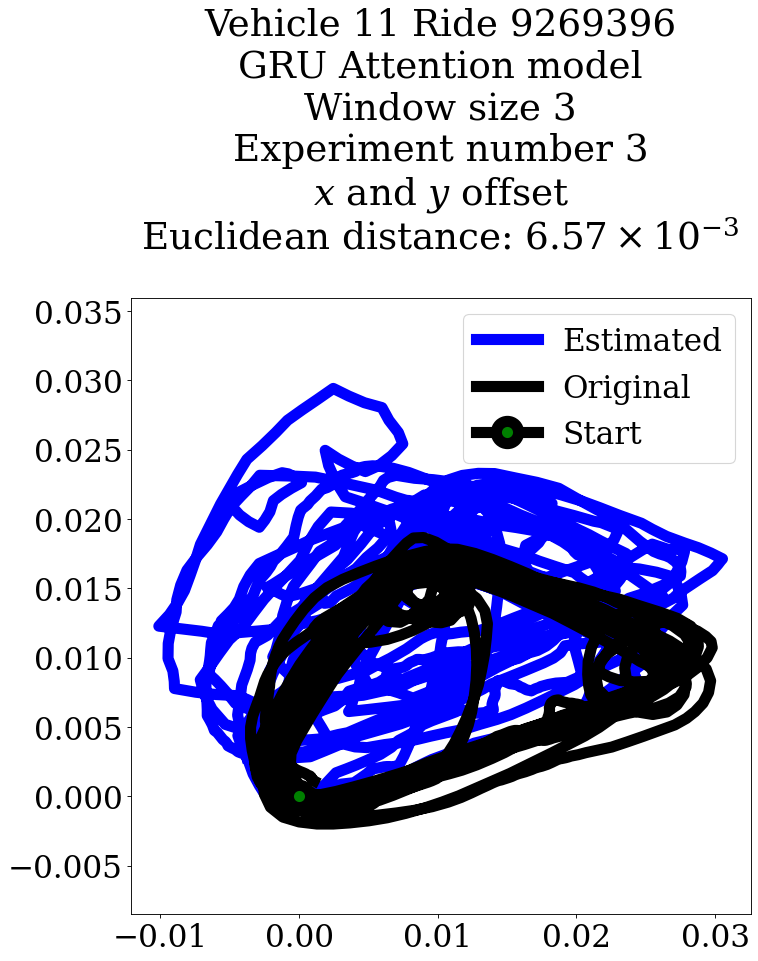 Vehicle 11 Ride 9269396
GRU Attention model
Window size 3
Experiment number 3
x and y offset
Euclidean distance: 6.57 × 10⁻³
0.035
0.030
0.025
0.020
0.015
0.010
0.005
0.000
−0.005
Estimated
Original
Start
−0.01 0.00 0.01 0.02 0.03